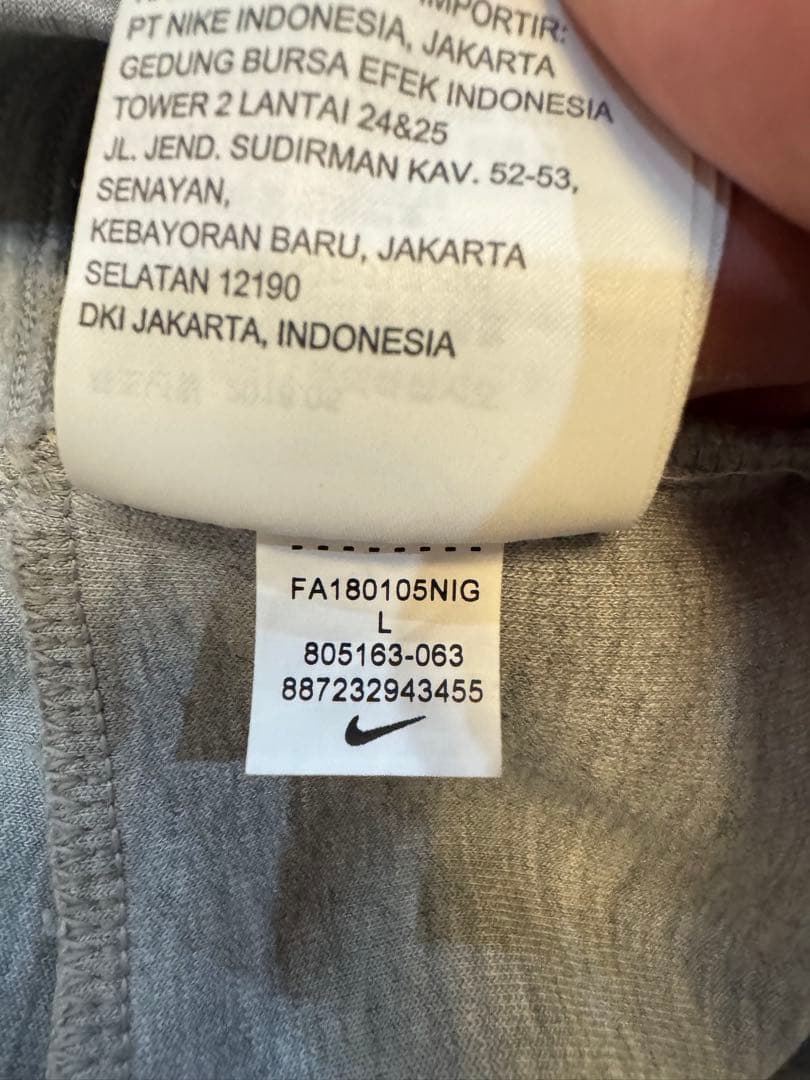 IMPORTIR:
PT NIKE INDONESIA, JAKARTA
GEDUNG BURSA EFEK INDONESIA
TOWER 2 LANTAI 24&25
JL. JEND. SUDIRMAN KAV. 52-53,
SENAYAN,
KEBAYORAN BARU, JAKARTA
SELATAN 12190
DKI JAKARTA, INDONESIA
FA180105NIG
L
805163-063
887232943455